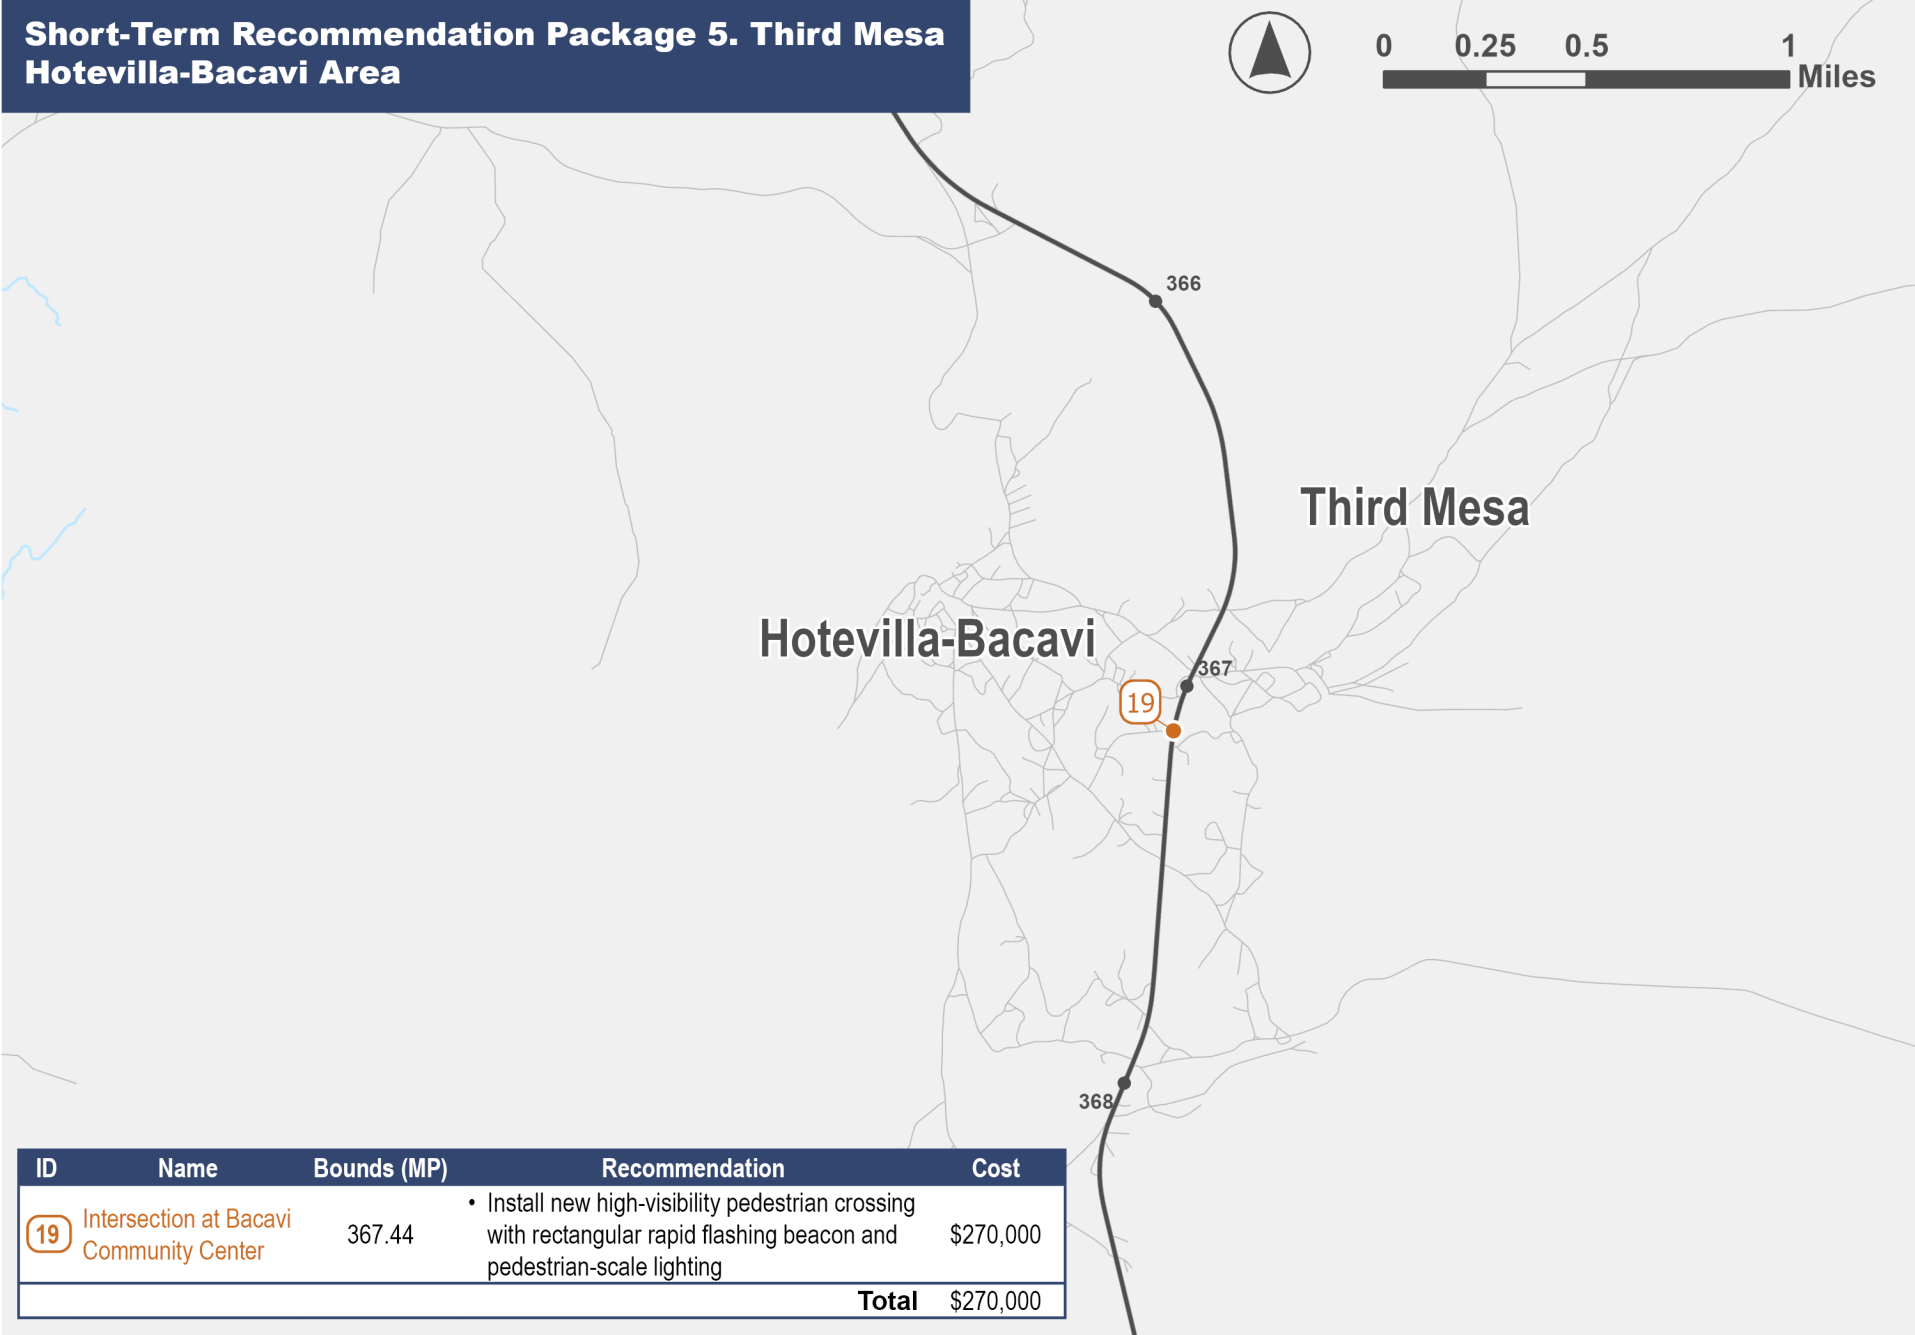 Short-Term Recommendation Package 5. Third Mesa
Hotevilla-Bacavi Area
0 0.25 0.5 1
Miles
366
Third Mesa
Hotevilla-Bacavi
367
19
368
ID Name Bounds (MP) Recommendation Cost
19 Intersection at Bacavi Community Center 367.44 • Install new high-visibility pedestrian crossing
with rectangular rapid flashing beacon and
pedestrian-scale lighting $270,000
Total $270,000